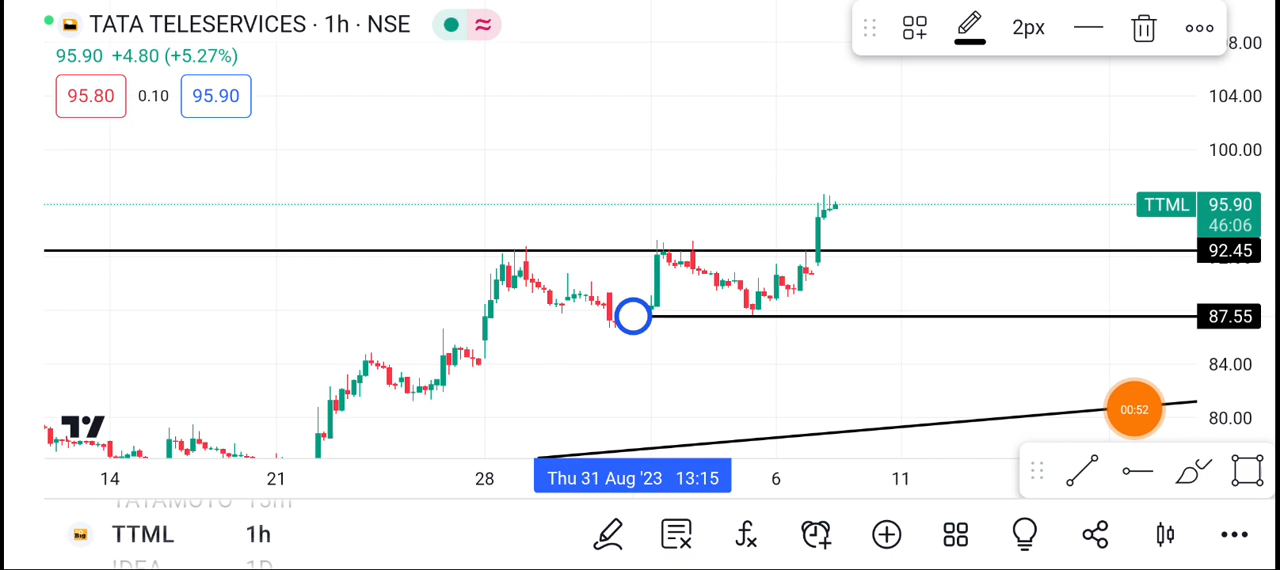 TATA TELESERVICES · 1h · NSE
95.90 +4.80 (+5.27%)
95.80 0.10 95.90
2px
8.00
104.00
100.00
TTML 95.90
46:06
92.45
87.55
84.00
80.00
00:52
14 21 28 Thu 31 Aug '23 13:15 6 11
TATAMOTO 15m
TTML 1h
IDEA 1D